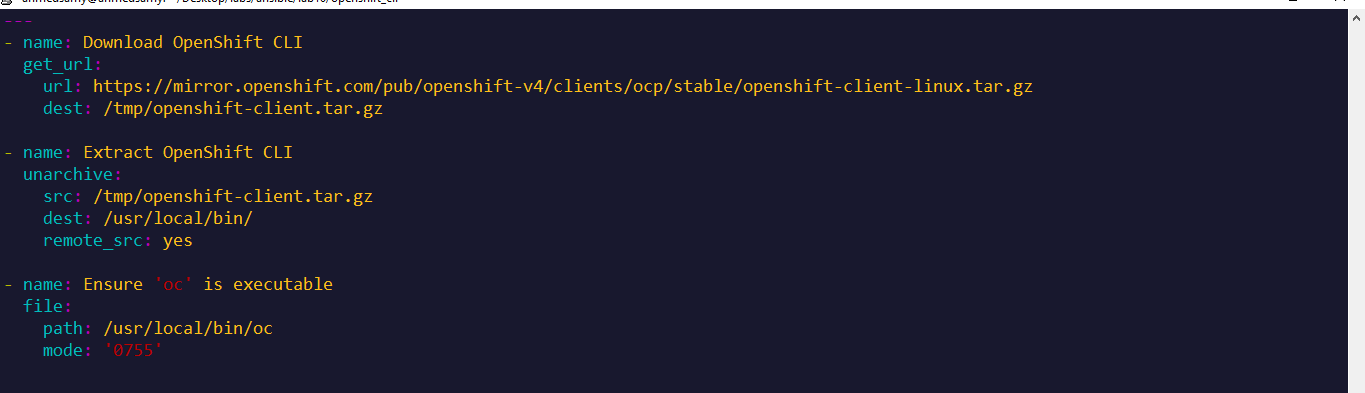 ---
- name: Download OpenShift CLI
  get_url:
    url: https://mirror.openshift.com/pub/openshift-v4/clients/ocp/stable/openshift-client-linux.tar.gz
    dest: /tmp/openshift-client.tar.gz

- name: Extract OpenShift CLI
  unarchive:
    src: /tmp/openshift-client.tar.gz
    dest: /usr/local/bin/
    remote_src: yes

- name: Ensure 'oc' is executable
  file:
    path: /usr/local/bin/oc
    mode: '0755'